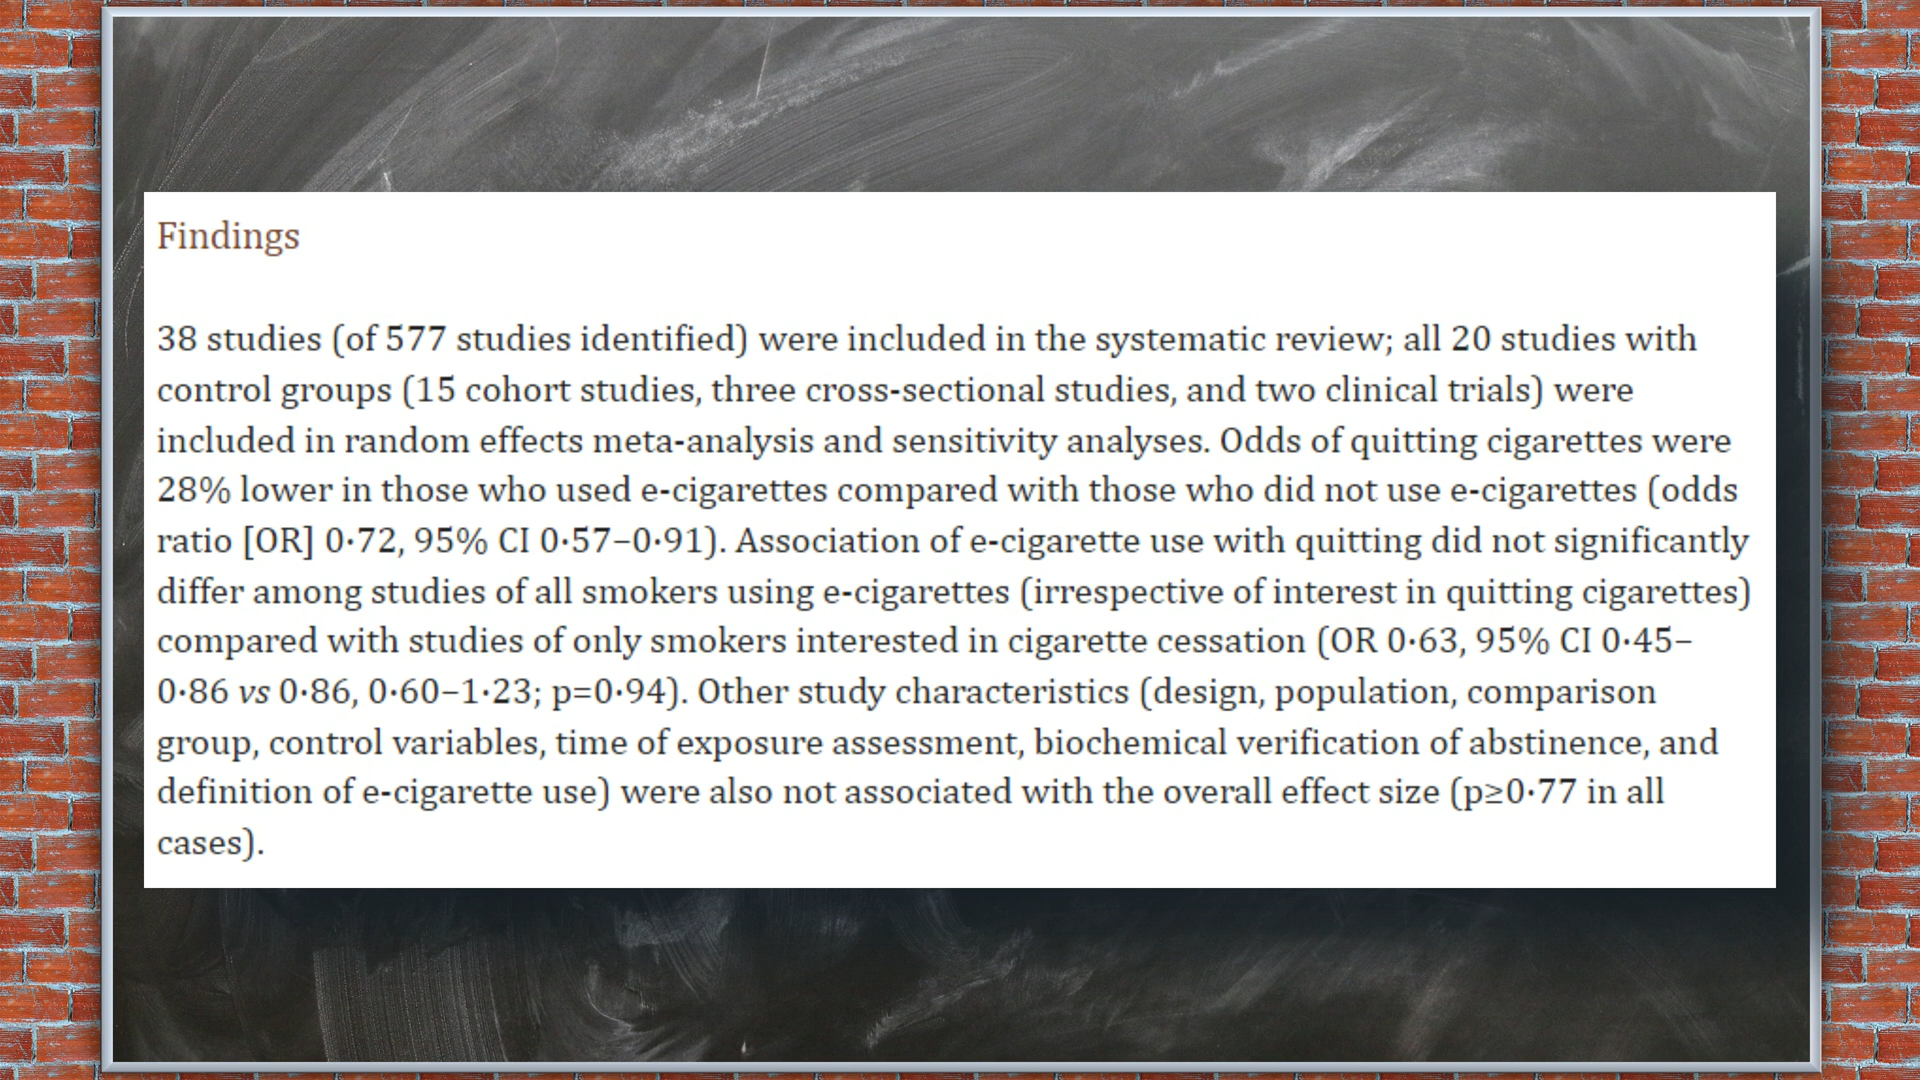 Findings
38 studies (of 577 studies identified) were included in the systematic review; all 20 studies with
control groups (15 cohort studies, three cross-sectional studies, and two clinical trials) were
included in random effects meta-analysis and sensitivity analyses. Odds of quitting cigarettes were
28% lower in those who used e-cigarettes compared with those who did not use e-cigarettes (odds
ratio [OR] 0·72, 95% CI 0·57–0·91). Association of e-cigarette use with quitting did not significantly
differ among studies of all smokers using e-cigarettes (irrespective of interest in quitting cigarettes)
compared with studies of only smokers interested in cigarette cessation (OR 0·63, 95% CI 0·45–
0·86 vs 0·86, 0·60–1·23; p=0·94). Other study characteristics (design, population, comparison
group, control variables, time of exposure assessment, biochemical verification of abstinence, and
definition of e-cigarette use) were also not associated with the overall effect size (p≥0·77 in all
cases).